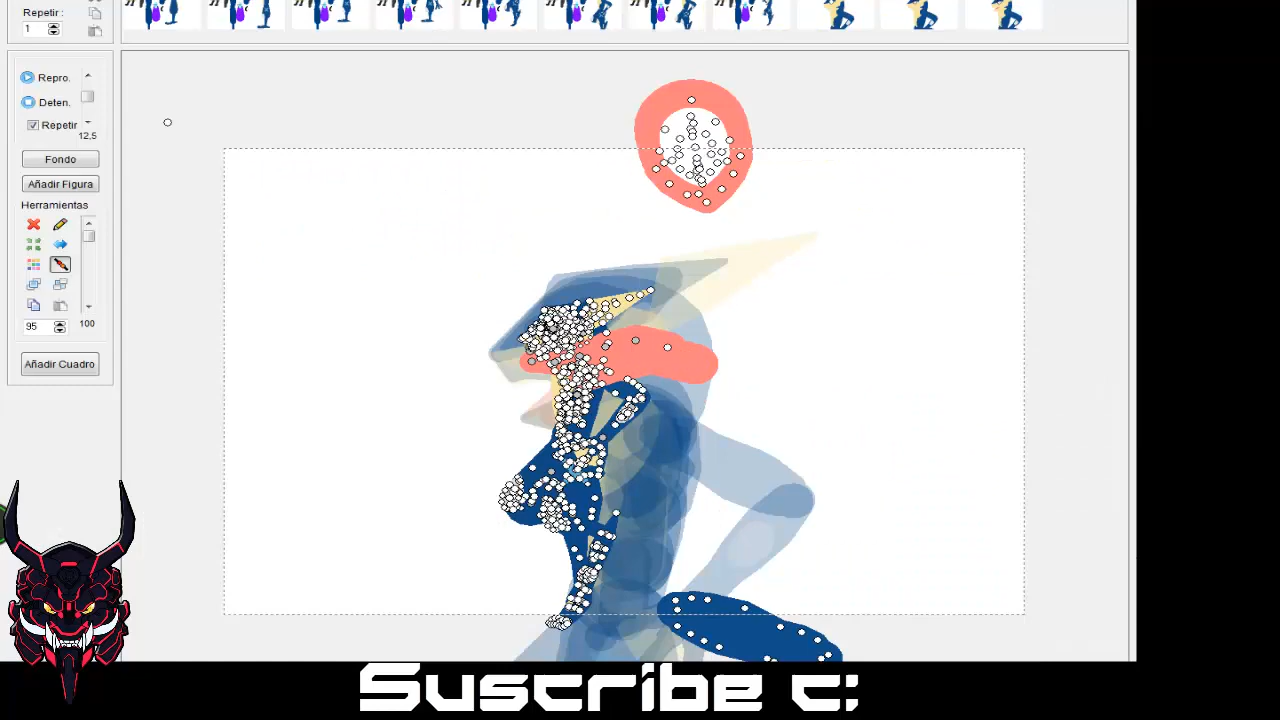 Repetir :
1
Repro.
Deten.
Repetir
12,5
Fondo
Añadir Figura
Herramientas
95
100
Añadir Cuadro
Suscribe c: